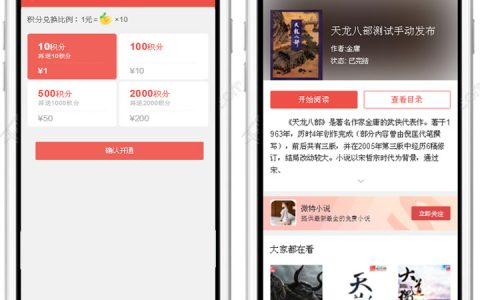 积分兑换比例：1元=×10
10积分
再送10积分
¥1
100积分
¥10
500积分
再送1000积分
¥50
2000积分
再送2000积分
¥200
确认开通
天龙八部测试手动发布
作者:金庸
状态: 已完结
开始阅读
查看目录
《天龙八部》是著名作家金庸的武侠代表作。著于1
963年，历时4年创作完成（部分内容曾由倪匡代笔撰
写），前后共有三版，并在2005年第三版中经历6稿修
订，结局改动较大。小说以宋哲宗时代为背景，通过
宋、
微特小说
提供最新最全的免费小说
立即关注
大家都在看